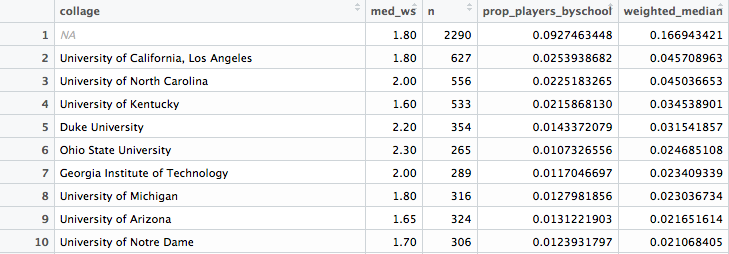 collage med_ws n prop_players_byschool weighted_median
1 NA 1.80 2290 0.0927463448 0.166943421
2 University of California, Los Angeles 1.80 627 0.0253938682 0.045708963
3 University of North Carolina 2.00 556 0.0225183265 0.045036653
4 University of Kentucky 1.60 533 0.0215868130 0.034538901
5 Duke University 2.20 354 0.0143372079 0.031541857
6 Ohio State University 2.30 265 0.0107326556 0.024685108
7 Georgia Institute of Technology 2.00 289 0.0117046697 0.023409339
8 University of Michigan 1.80 316 0.0127981856 0.023036734
9 University of Arizona 1.65 324 0.0131221903 0.021651614
10 University of Notre Dame 1.70 306 0.0123931797 0.021068405